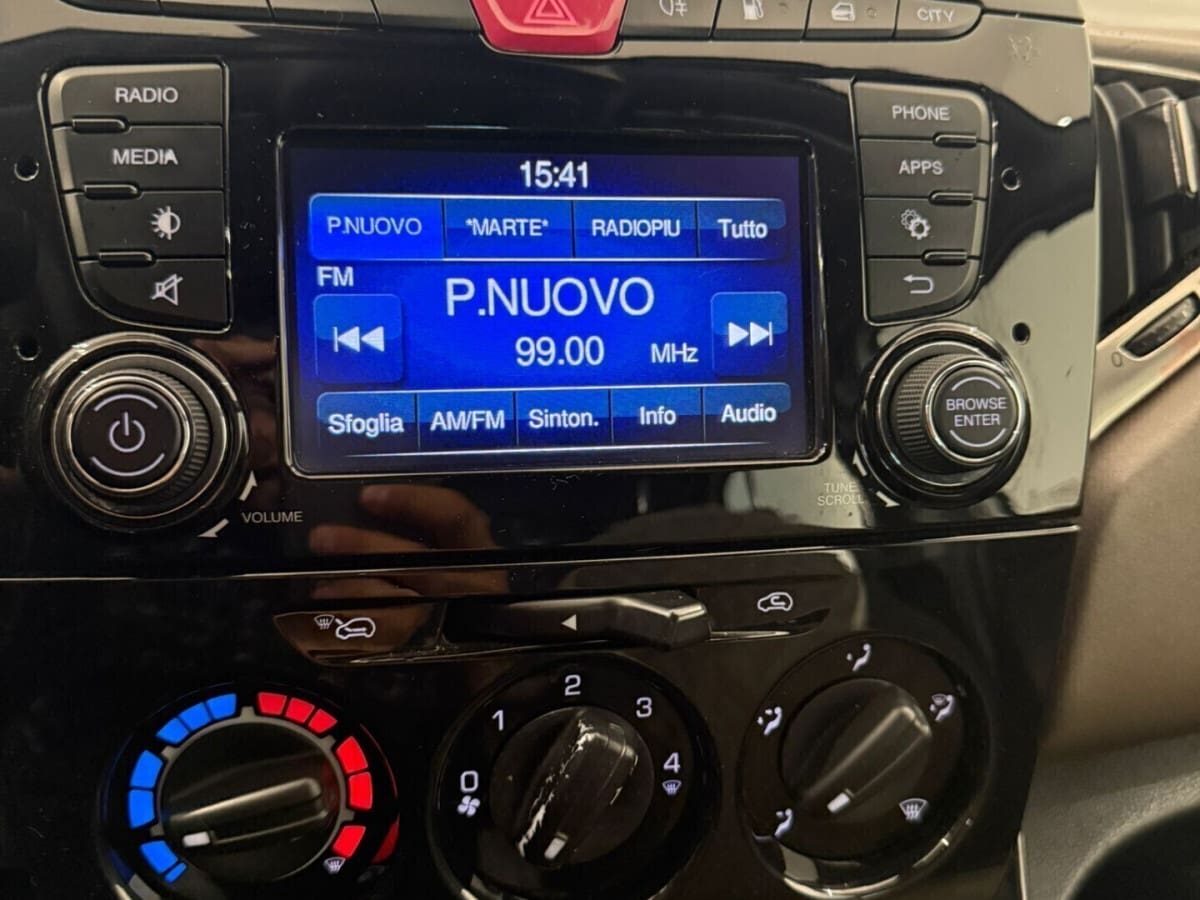 CITY
RADIO
MEDIA
PHONE
APPS
15:41
P.NUOVO *MARTE* RADIOPIU Tutto
FM
P.NUOVO
99.00 MHz
Sfoglia AM/FM Sinton. Info Audio
BROWSE
ENTER
TUNE
SCROLL
VOLUME
0 1 2 3 4
0